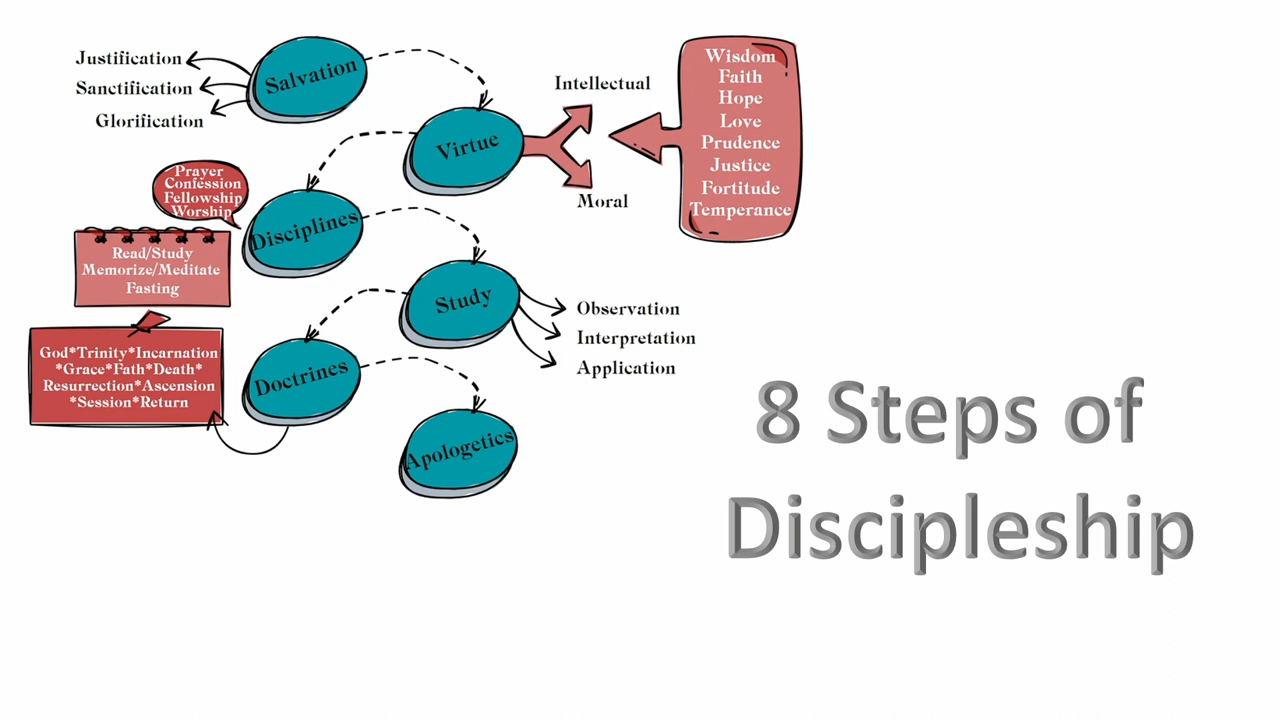 Salvation
Justification
Sanctification
Glorification
Virtue
Intellectual
Moral
Wisdom
Faith
Hope
Love
Prudence
Justice
Fortitude
Temperance
Disciplines
Prayer
Confession
Fellowship
Worship
Read/Study
Memorize/Meditate
Fasting
Study
Observation
Interpretation
Application
Doctrines
God*Trinity*Incarnation
*Grace*Fath*Death*
Resurrection*Ascension
*Session*Return
Apologetics
8 Steps of
Discipleship